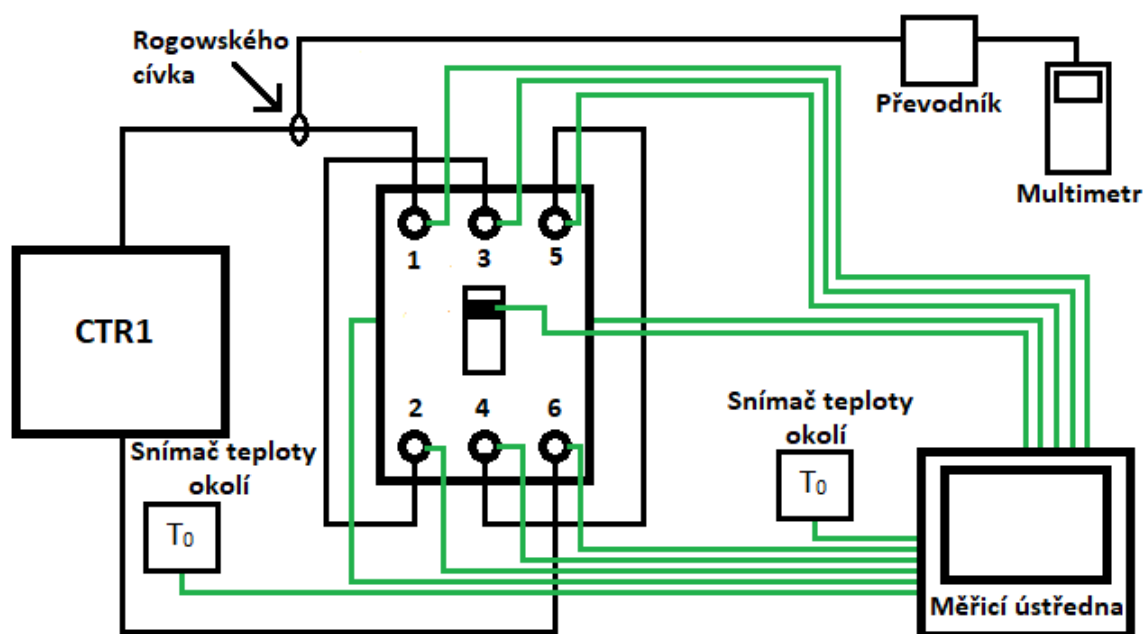 Rogowského
cívka
Převodník
Multimetr
1 3 5
CTR1
2 4 6
Snímač teploty
okolí
T₀
Snímač teploty
okolí
T₀
Měřicí ústředna